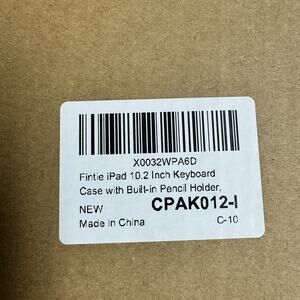 X0032WPA6D
Fintie iPad 10.2 Inch Keyboard
Case with Built-in Pencil Holder,
NEW CPAK012-I
Made in China C-10